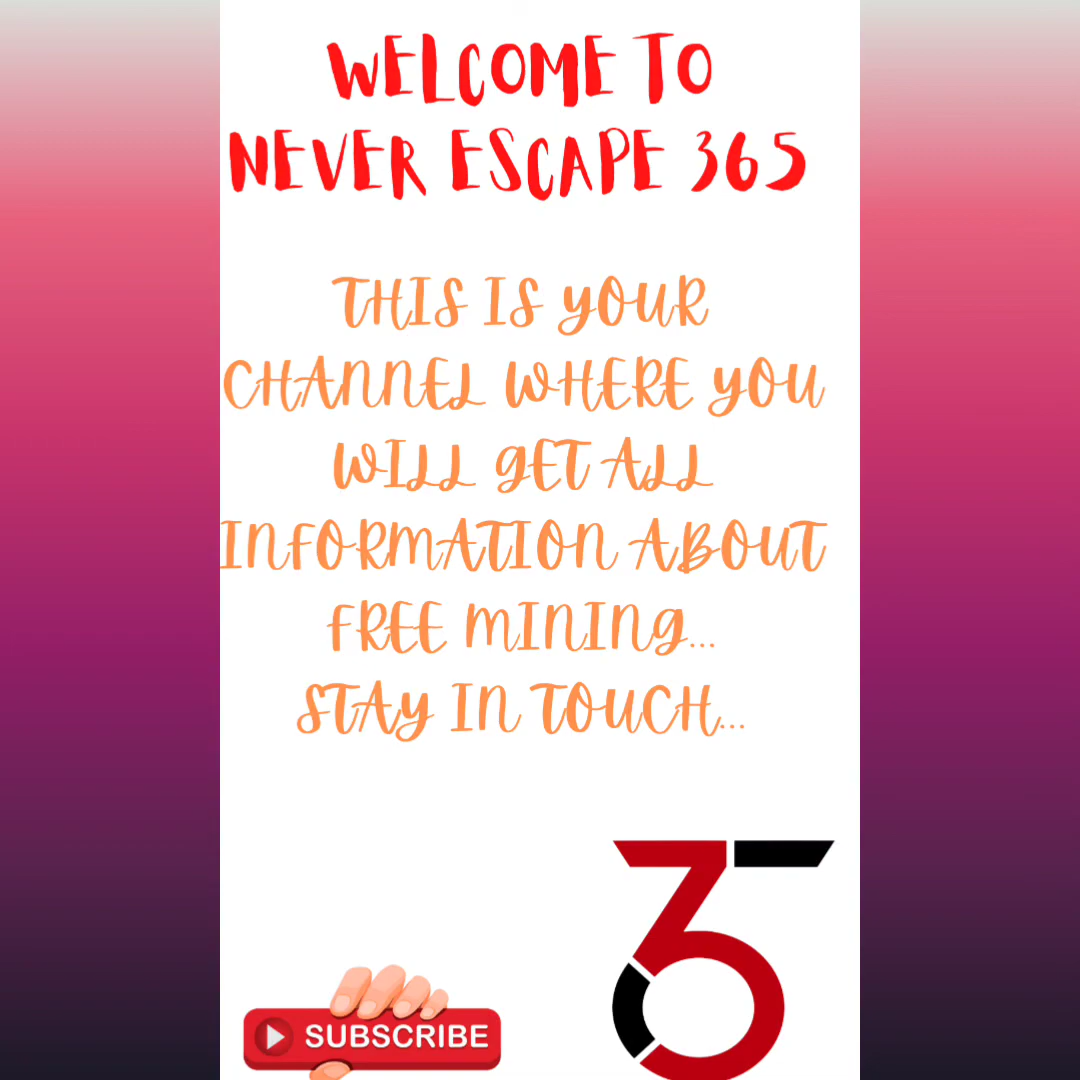 WELCOME TO
NEVER ESCAPE 365
THIS IS YOUR
CHANNEL WHERE YOU
WILL GET ALL
INFORMATION ABOUT
FREE MINING...
STAY IN TOUCH...
365
SUBSCRIBE